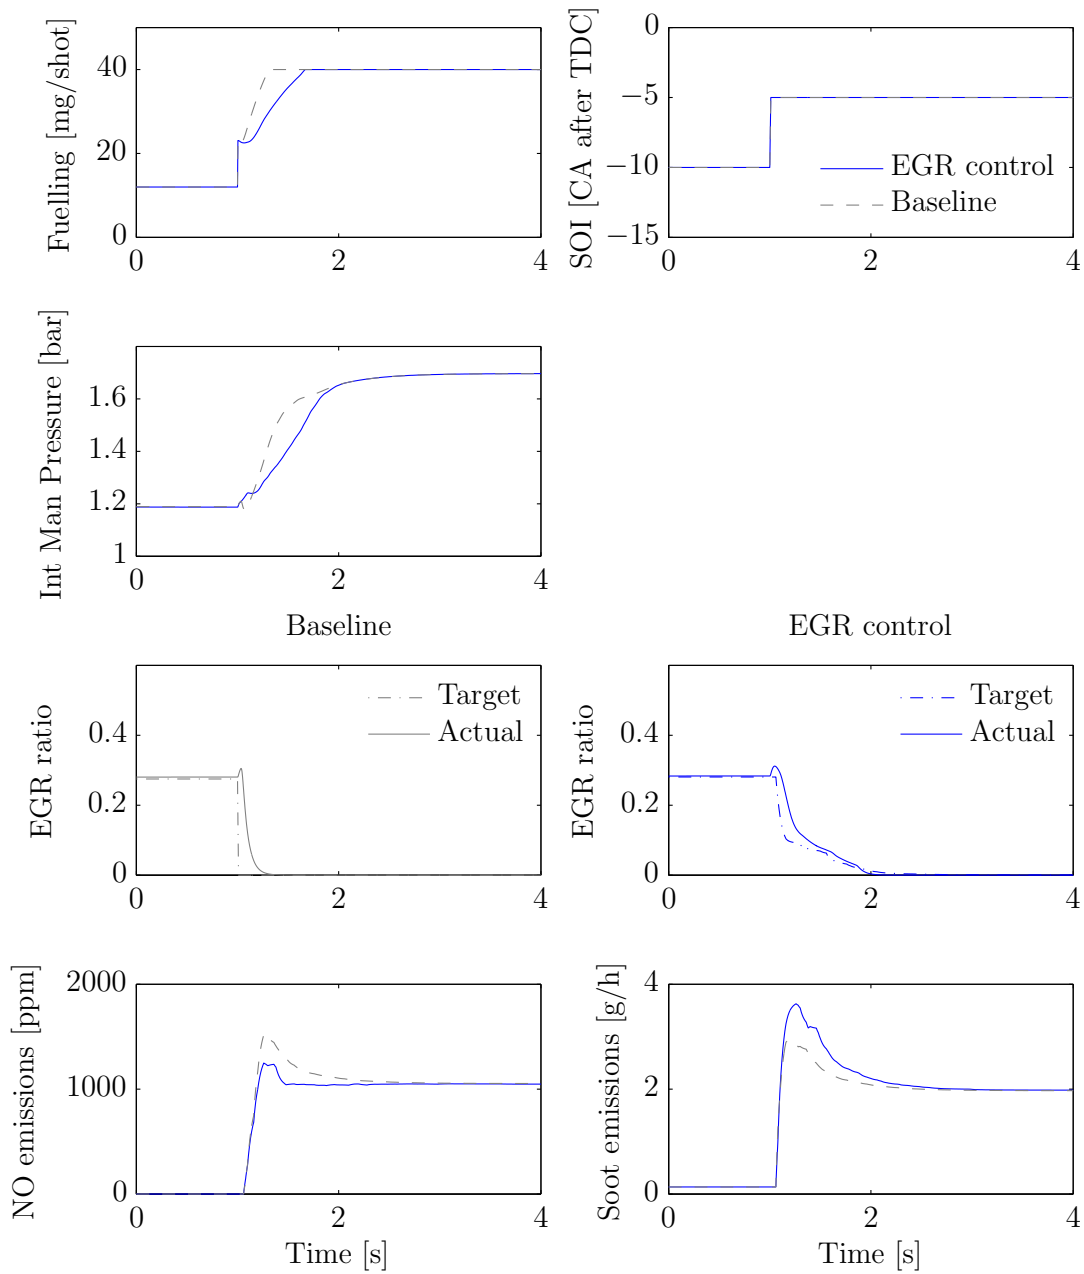 Fuelling [mg/shot]
40
20
0
0
2
4
SOI [CA after TDC]
0
−5
−10
−15
0
2
4
EGR control
Baseline
Int Man Pressure [bar]
1.6
1.4
1.2
1
0
2
4
Baseline
EGR control
EGR ratio
0.4
0.2
0
0
2
4
Target
Actual
EGR ratio
0.4
0.2
0
0
2
4
Target
Actual
NO emissions [ppm]
2000
1000
0
0
2
4
Time [s]
Soot emissions [g/h]
4
2
0
0
2
4
Time [s]